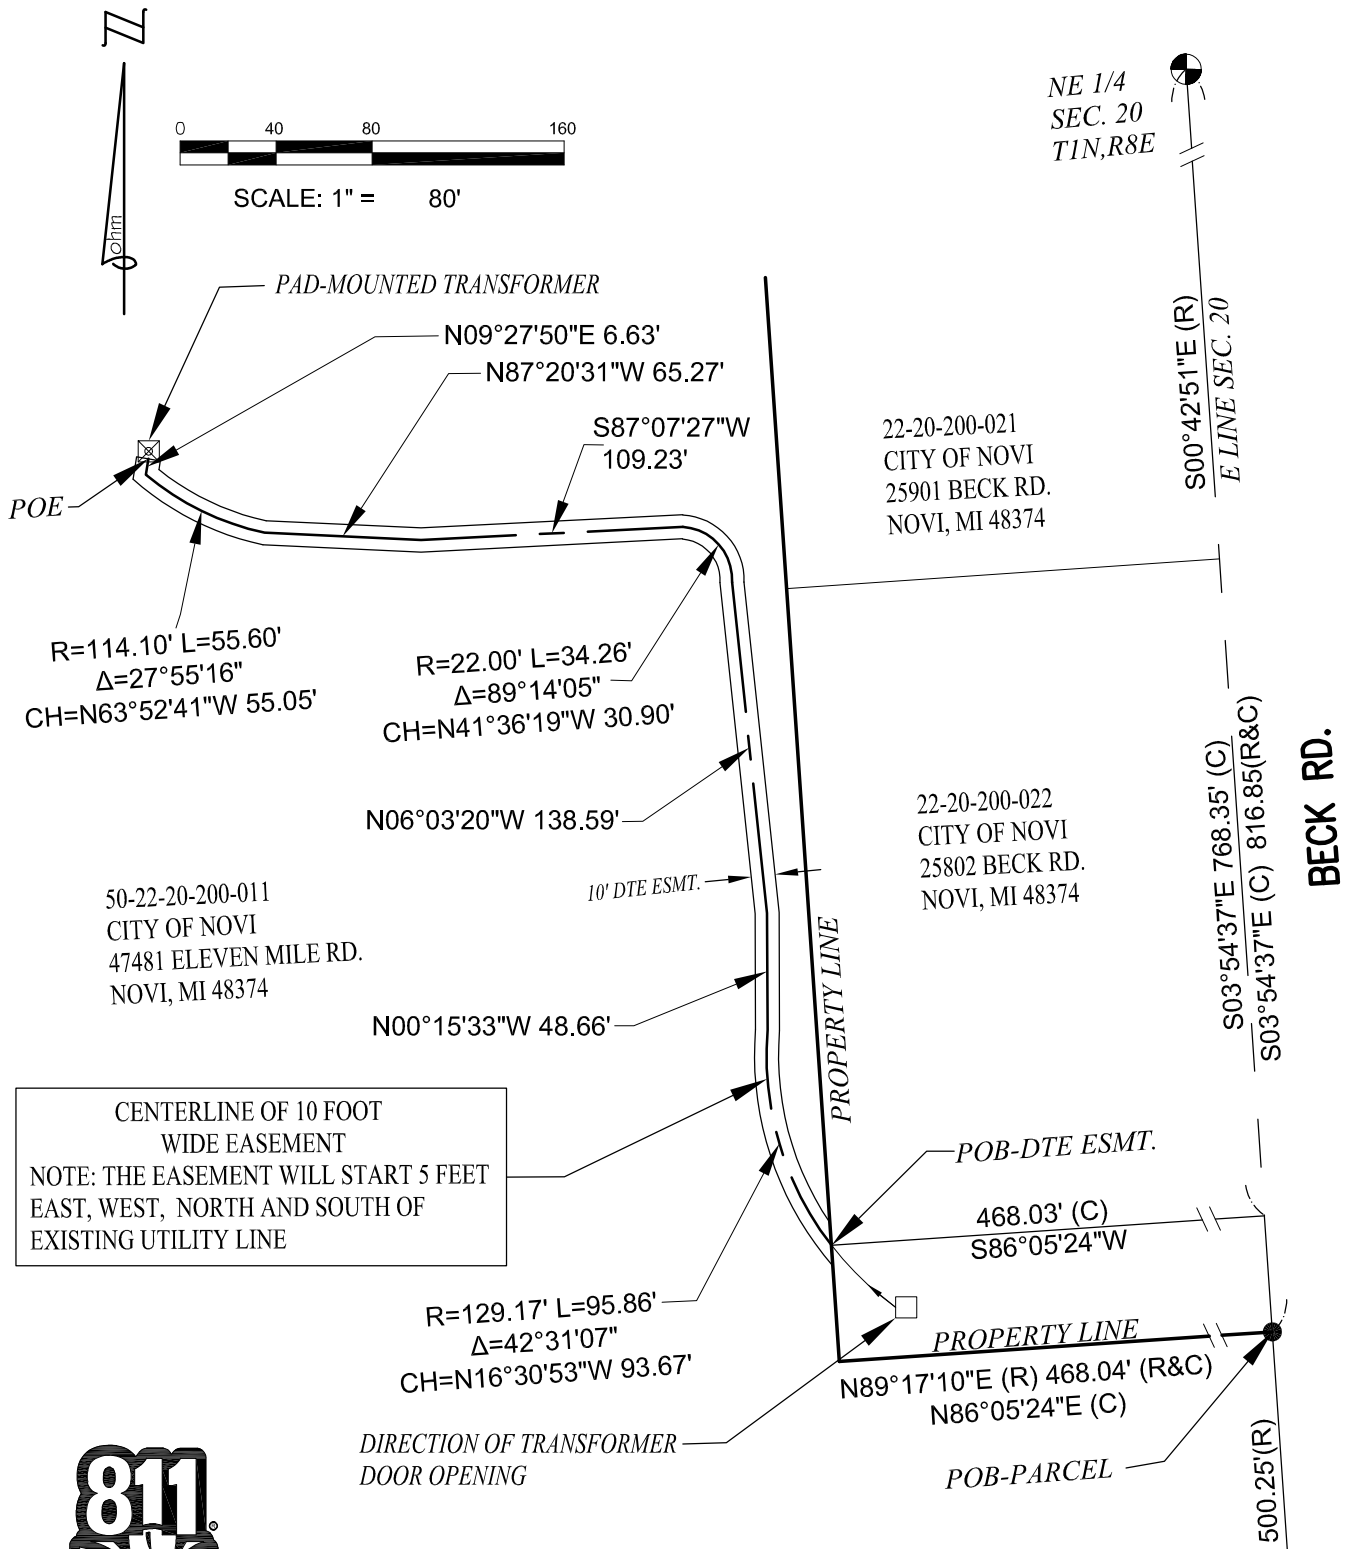 N
0 40 80 160
SCALE: 1" = 80'
ohm
NE 1/4
SEC. 20
T1N,R8E
PAD-MOUNTED TRANSFORMER
N09°27'50"E 6.63'
N87°20'31"W 65.27'
S87°07'27"W
109.23'
POE
22-20-200-021
CITY OF NOVI
25901 BECK RD.
NOVI, MI 48374
S00°42'51"E (R)
E LINE SEC. 20
R=114.10' L=55.60'
Δ=27°55'16"
CH=N63°52'41"W 55.05'
R=22.00' L=34.26'
Δ=89°14'05"
CH=N41°36'19"W 30.90'
N06°03'20"W 138.59'
22-20-200-022
CITY OF NOVI
25802 BECK RD.
NOVI, MI 48374
S03°54'37"E 768.35' (C)
S03°54'37"E (C) 816.85(R&C)
BECK RD.
10' DTE ESMT.
50-22-20-200-011
CITY OF NOVI
47481 ELEVEN MILE RD.
NOVI, MI 48374
PROPERTY LINE
N00°15'33"W 48.66'
CENTERLINE OF 10 FOOT
WIDE EASEMENT
NOTE: THE EASEMENT WILL START 5 FEET
EAST, WEST, NORTH AND SOUTH OF
EXISTING UTILITY LINE
POB-DTE ESMT.
468.03' (C)
S86°05'24"W
R=129.17' L=95.86'
Δ=42°31'07"
CH=N16°30'53"W 93.67'
PROPERTY LINE
N89°17'10"E (R) 468.04' (R&C)
N86°05'24"E (C)
DIRECTION OF TRANSFORMER
DOOR OPENING
POB-PARCEL
500.25'(R)
811®